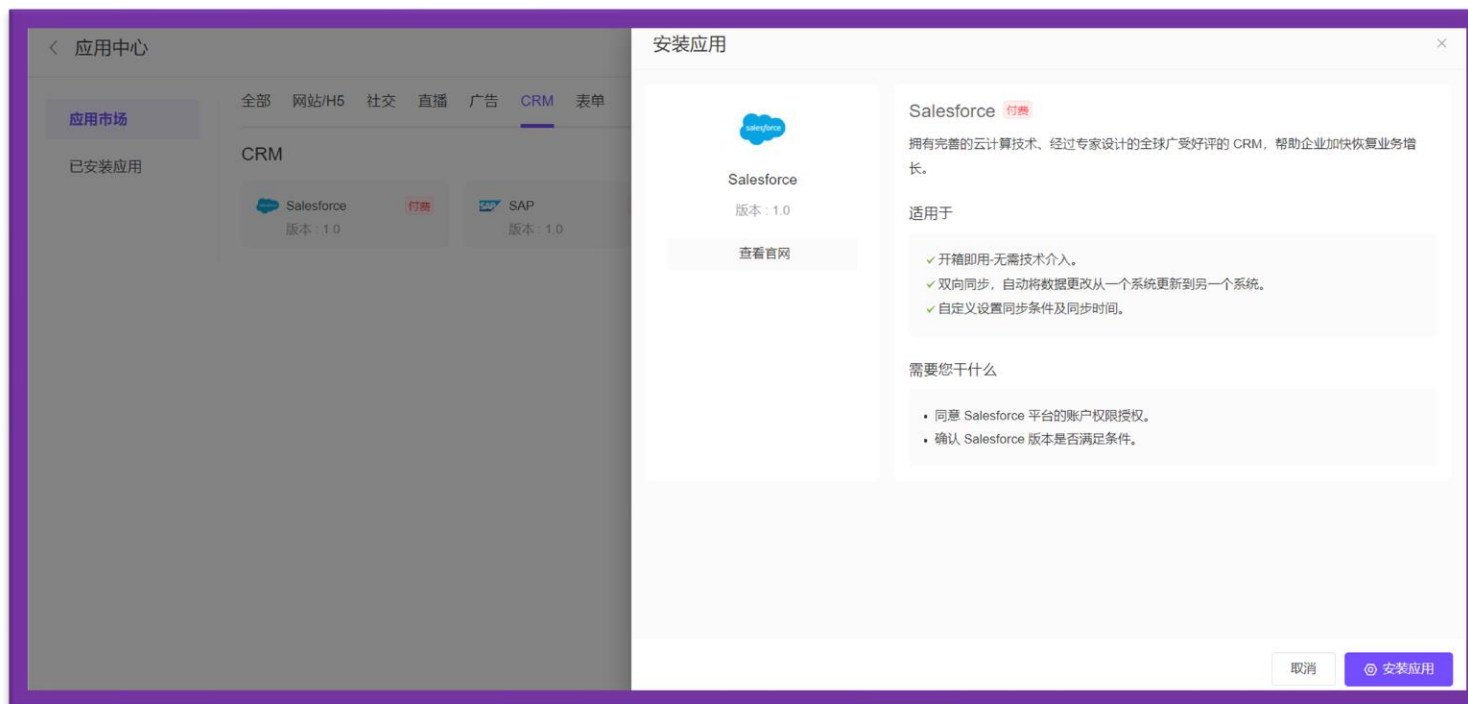 应用中心
应用市场
已安装应用
全部 网站/H5 社交 直播 广告 CRM 表单
CRM
Salesforce 付费
版本 : 1.0
SAP
版本 : 1.0
安装应用
salesforce
Salesforce
版本 : 1.0
查看官网
Salesforce 付费
拥有完善的云计算技术、经过专家设计的全球广受好评的 CRM，帮助企业加快恢复业务增
长。
适用于
开箱即用-无需技术介入。
双向同步，自动将数据更改从一个系统更新到另一个系统。
自定义设置同步条件及同步时间。
需要您干什么
• 同意 Salesforce 平台的账户权限授权。
• 确认 Salesforce 版本是否满足条件。
取消
安装应用